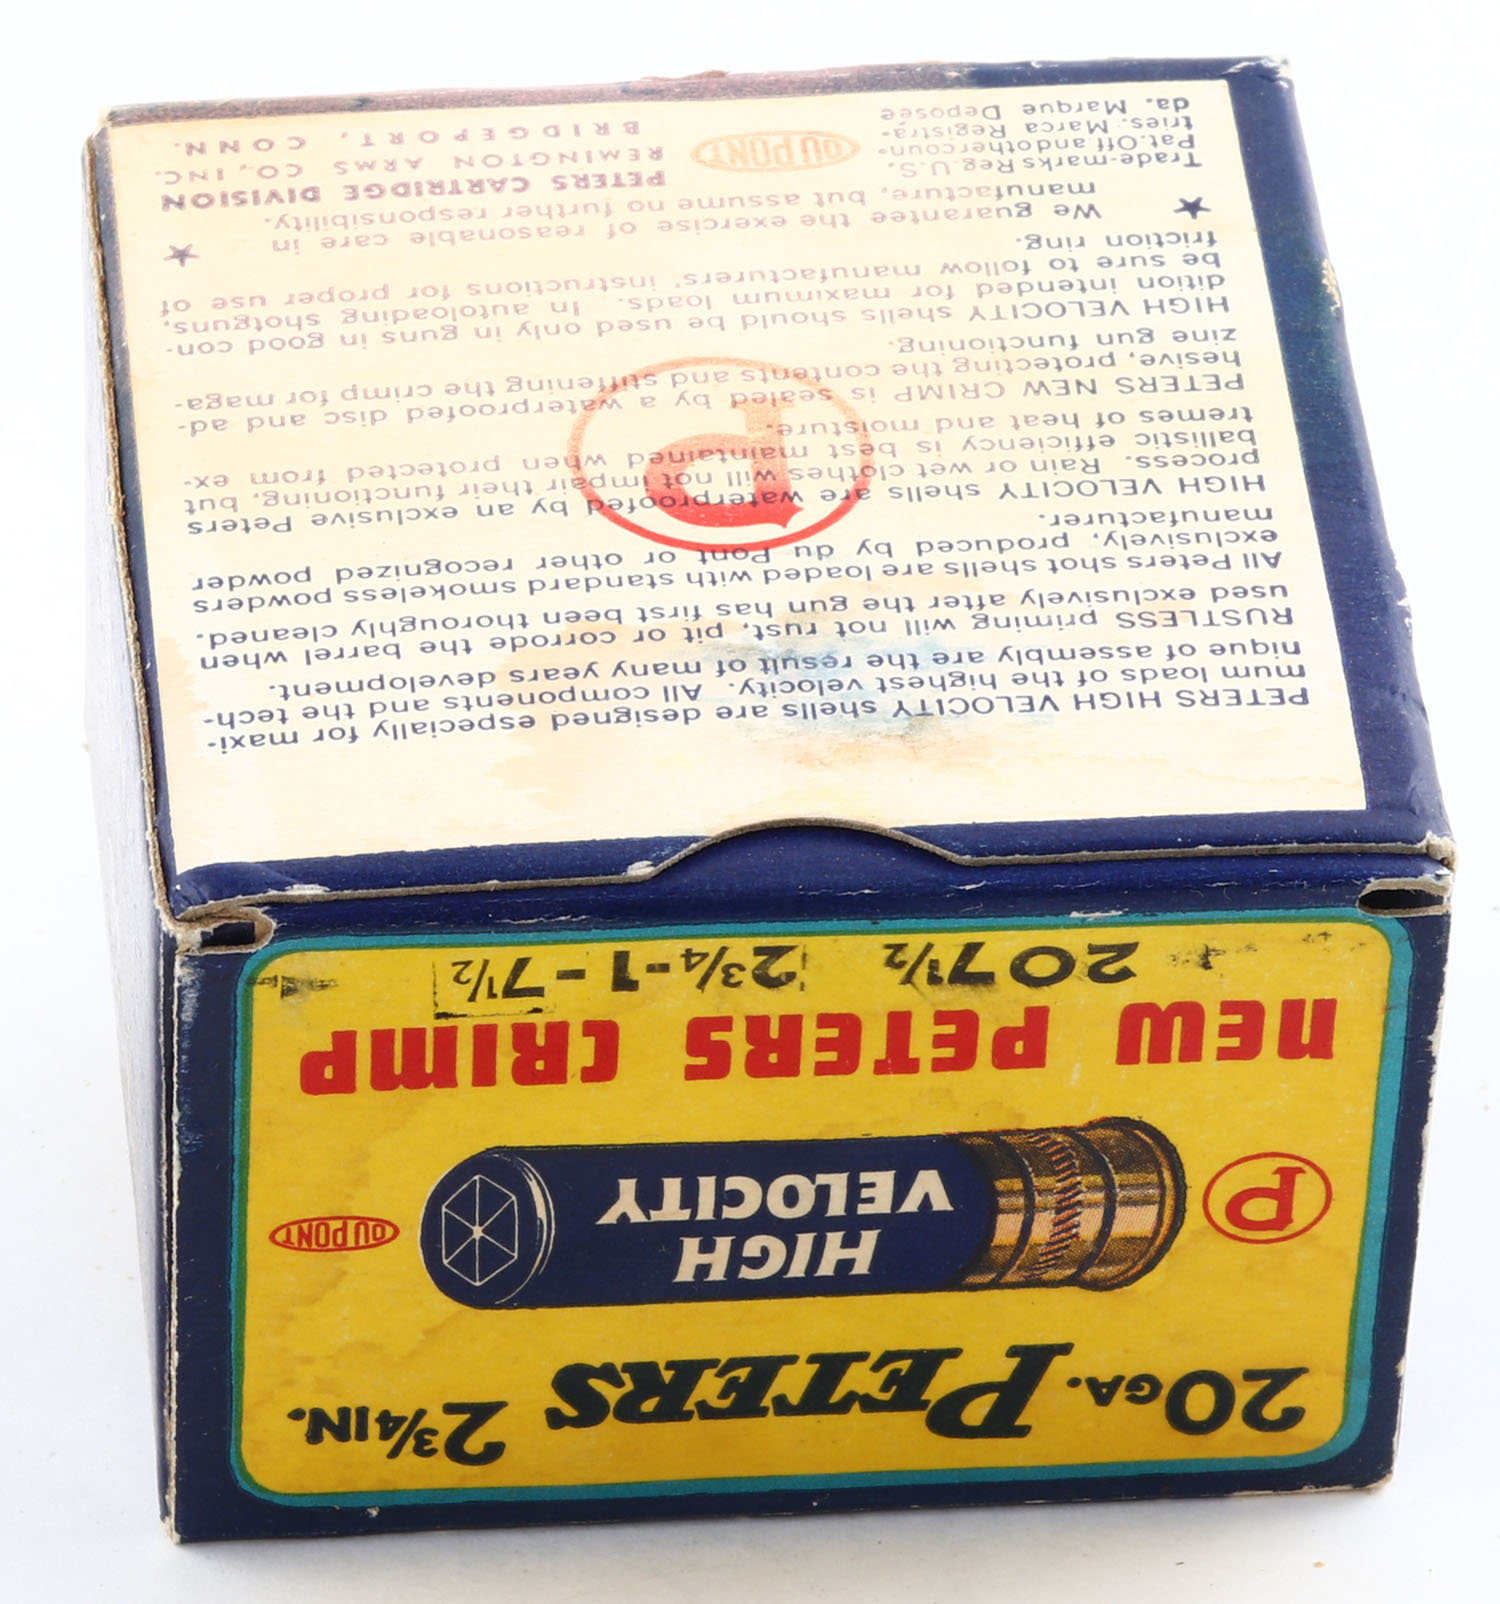 20 GA. PETERS 2¾ IN.
HIGH
VELOCITY
P
DU PONT
NEW PETERS CRIMP
20 7½ 2¾-1-7½
PETERS HIGH VELOCITY shells are designed especially for maxi-
mum loads of the highest velocity. All components and the tech-
nique of assembly are the result of many years development.
RUSTLESS priming will not rust, pit or corrode the barrel when
used exclusively after the gun has first been thoroughly cleaned.
All Peters shot shells are loaded with standard smokeless powders
exclusively, produced by du Pont or other recognized powder
manufacturer.
HIGH VELOCITY shells are waterproofed by an exclusive Peters
process. Rain or wet clothes will not impair their functioning, but
ballistic efficiency is best maintained when protected from ex-
tremes of heat and moisture.
P
PETERS NEW CRIMP is sealed by a waterproofed disc and ad-
hesive, protecting the contents and stiffening the crimp for maga-
zine gun functioning.
HIGH VELOCITY shells should be used only in guns in good con-
dition intended for maximum loads. In autoloading shotguns,
be sure to follow manufacturers' instructions for proper use of
friction ring.
We guarantee the exercise of reasonable care in
manufacture, but assume no further responsibility.
Trade-marks Reg. U.S.
Pat. Off and other coun-
tries. Marca Registra-
da. Marque Deposee
DU PONT
PETERS CARTRIDGE DIVISION
REMINGTON ARMS CO., INC.
BRIDGEPORT, CONN.